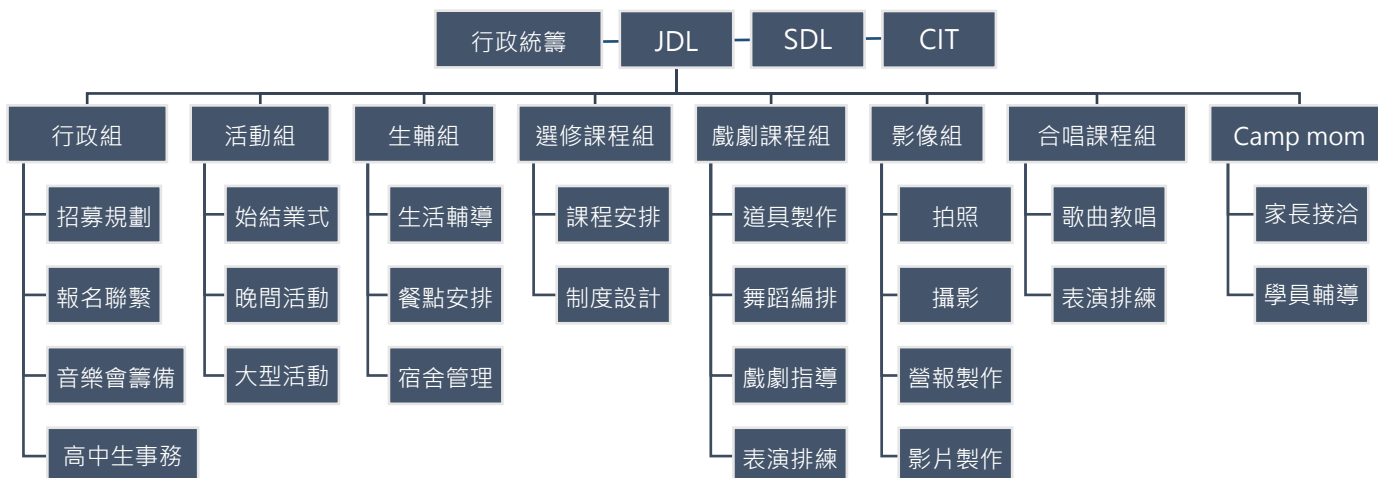 行政統籌
JDL
SDL
CIT
行政組
招募規劃
報名聯繫
音樂會籌備
高中生事務
活動組
始結業式
晚間活動
大型活動
生輔組
生活輔導
餐點安排
宿舍管理
選修課程組
課程安排
制度設計
戲劇課程組
道具製作
舞蹈編排
戲劇指導
表演排練
影像組
拍照
攝影
營報製作
影片製作
合唱課程組
歌曲教唱
表演排練
Camp mom
家長接洽
學員輔導